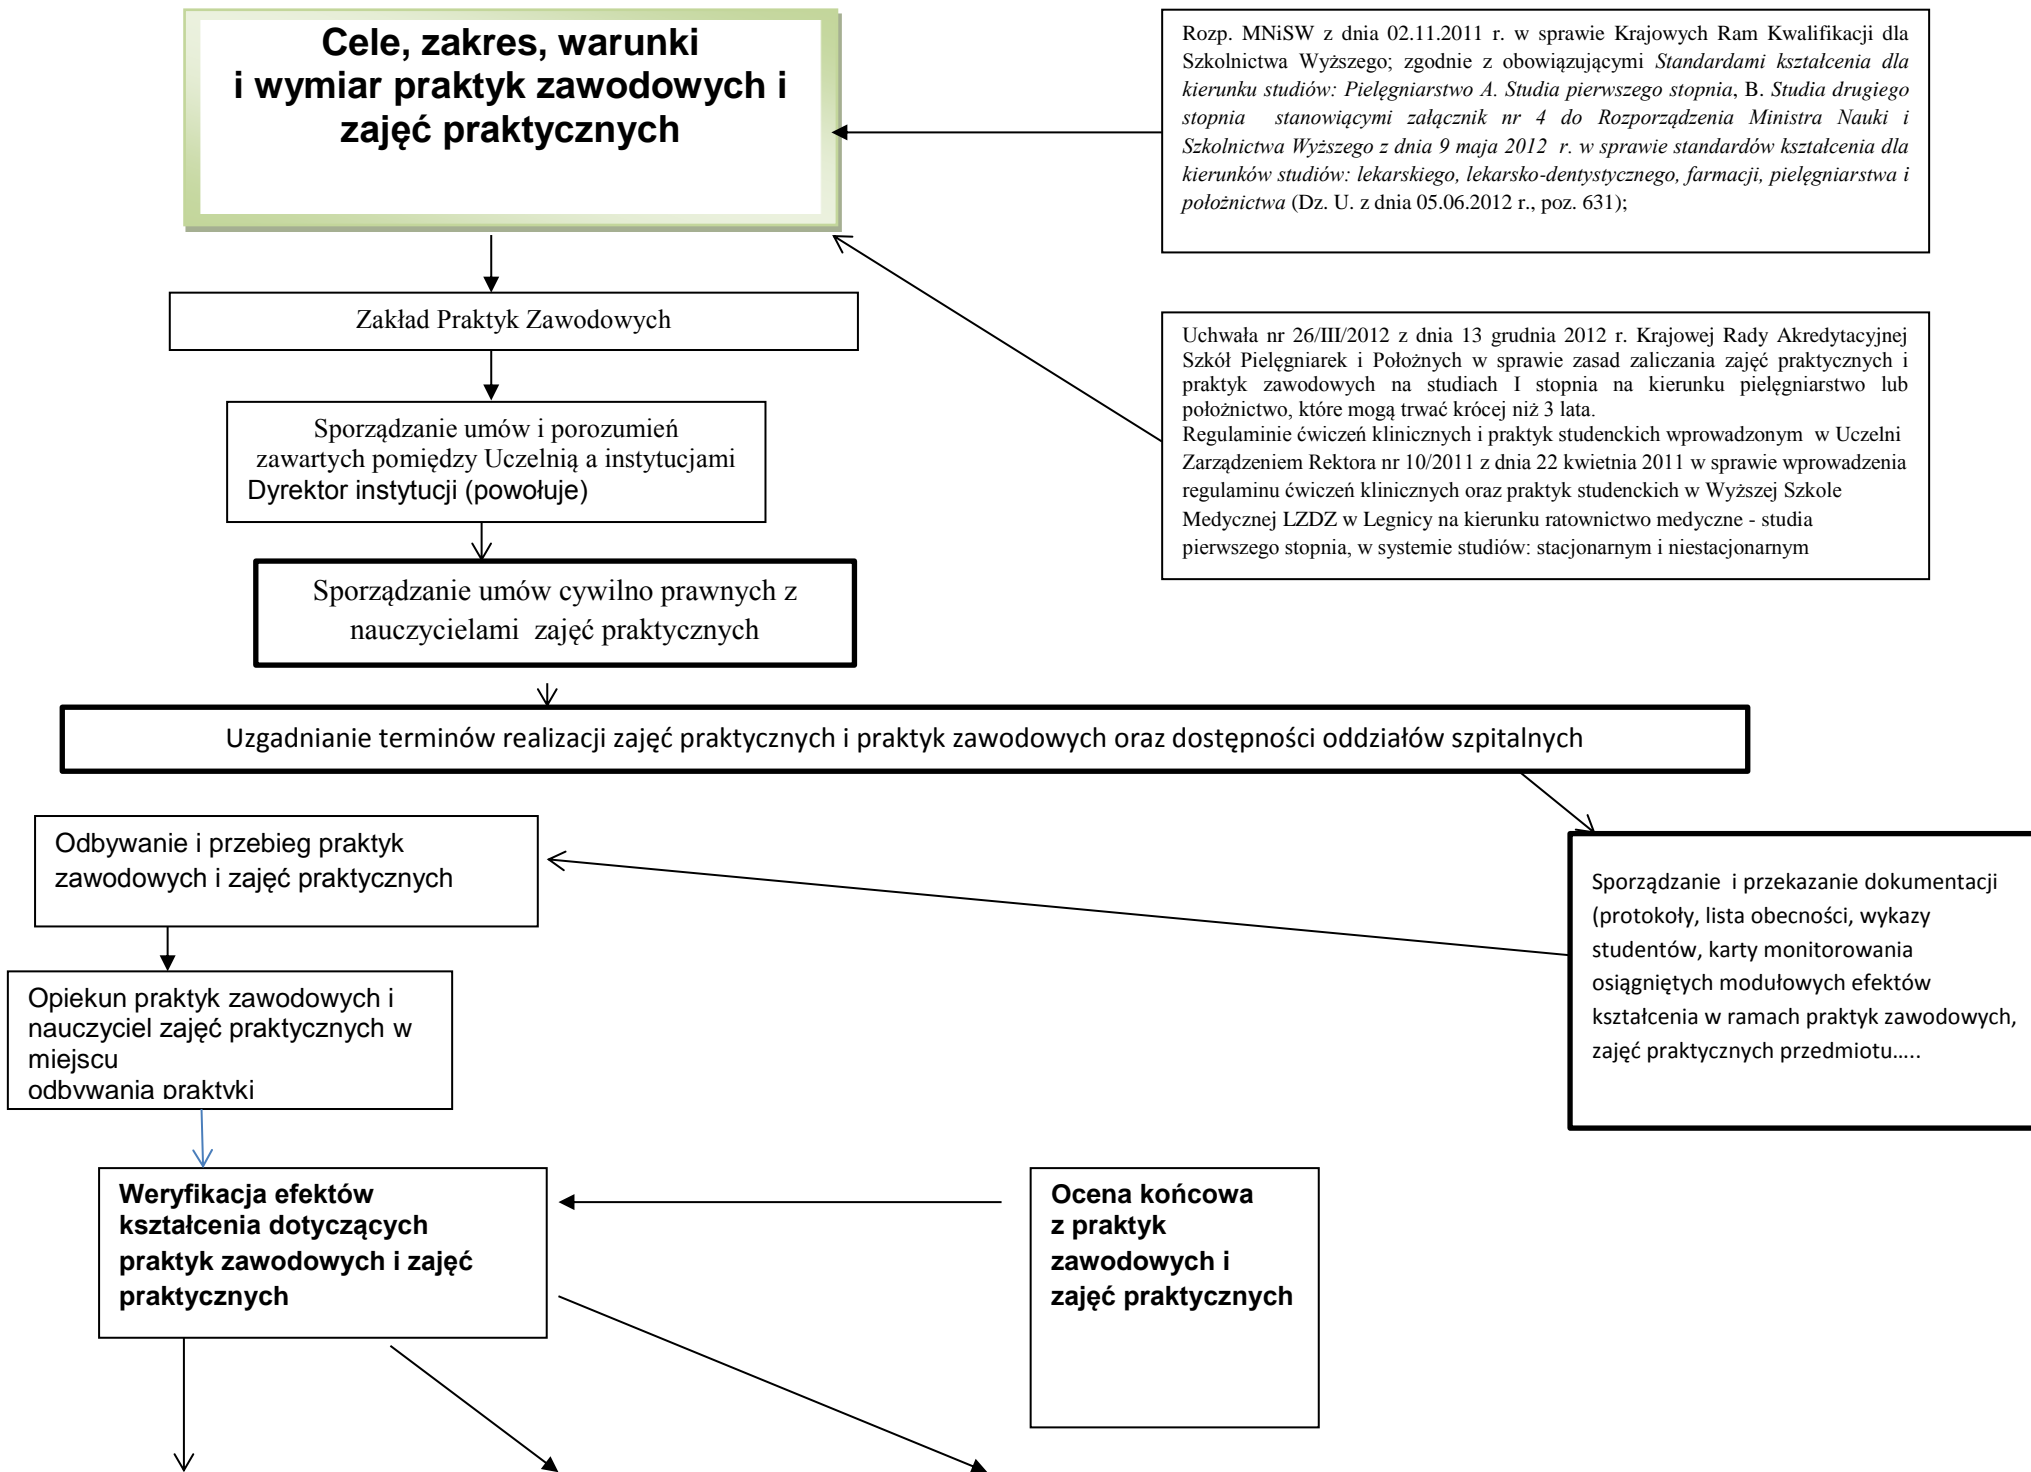 Cele, zakres, warunki
i wymiar praktyk zawodowych i
zajęć praktycznych
Rozp. MNiSW z dnia 02.11.2011 r. w sprawie Krajowych Ram Kwalifikacji dla
Szkolnictwa Wyższego; zgodnie z obowiązującymi Standardami kształcenia dla
kierunku studiów: Pielęgniarstwo A. Studia pierwszego stopnia, B. Studia drugiego
stopnia stanowiącymi załącznik nr 4 do Rozporządzenia Ministra Nauki i
Szkolnictwa Wyższego z dnia 9 maja 2012 r. w sprawie standardów kształcenia dla
kierunków studiów: lekarskiego, lekarsko-dentystycznego, farmacji, pielęgniarstwa i
położnictwa (Dz. U. z dnia 05.06.2012 r., poz. 631);
Zakład Praktyk Zawodowych
Uchwała nr 26/III/2012 z dnia 13 grudnia 2012 r. Krajowej Rady Akredytacyjnej
Szkół Pielęgniarek i Położnych w sprawie zasad zaliczania zajęć praktycznych i
praktyk zawodowych na studiach I stopnia na kierunku pielęgniarstwo lub
położnictwo, które mogą trwać krócej niż 3 lata.
Regulaminie ćwiczeń klinicznych i praktyk studenckich wprowadzonym w Uczelni
Zarządzeniem Rektora nr 10/2011 z dnia 22 kwietnia 2011 w sprawie wprowadzenia
regulaminu ćwiczeń klinicznych oraz praktyk studenckich w Wyższej Szkole
Medycznej LZDZ w Legnicy na kierunku ratownictwo medyczne - studia
pierwszego stopnia, w systemie studiów: stacjonarnym i niestacjonarnym
Sporządzanie umów i porozumień
zawartych pomiędzy Uczelnią a instytucjami
Dyrektor instytucji (powołuje)
Sporządzanie umów cywilno prawnych z
nauczycielami zajęć praktycznych
Uzgadnianie terminów realizacji zajęć praktycznych i praktyk zawodowych oraz dostępności oddziałów szpitalnych
Odbywanie i przebieg praktyk
zawodowych i zajęć praktycznych
Sporządzanie i przekazanie dokumentacji
(protokoły, lista obecności, wykazy
studentów, karty monitorowania
osiągniętych modułowych efektów
kształcenia w ramach praktyk zawodowych,
zajęć praktycznych przedmiotu…..
Opiekun praktyk zawodowych i
nauczyciel zajęć praktycznych w
miejscu
odbywania praktyki
Weryfikacja efektów
kształcenia dotyczących
praktyk zawodowych i zajęć
praktycznych
Ocena końcowa
z praktyk
zawodowych i
zajęć praktycznych